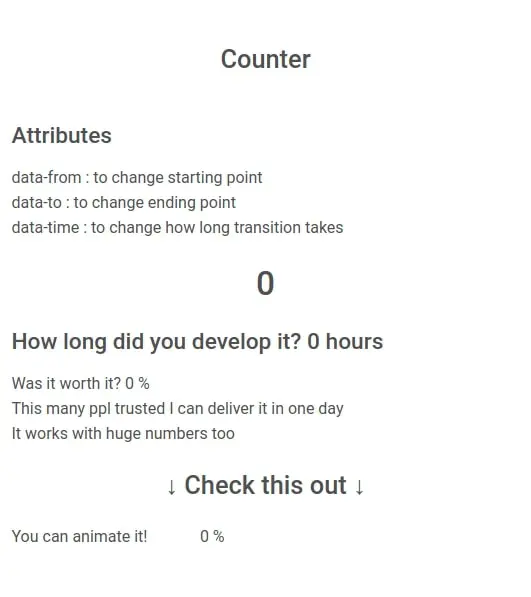 Counter
Attributes
data-from : to change starting point
data-to : to change ending point
data-time : to change how long transition takes
0
How long did you develop it? 0 hours
Was it worth it? 0 %
This many ppl trusted I can deliver it in one day
It works with huge numbers too
↓ Check this out ↓
You can animate it! 0 %